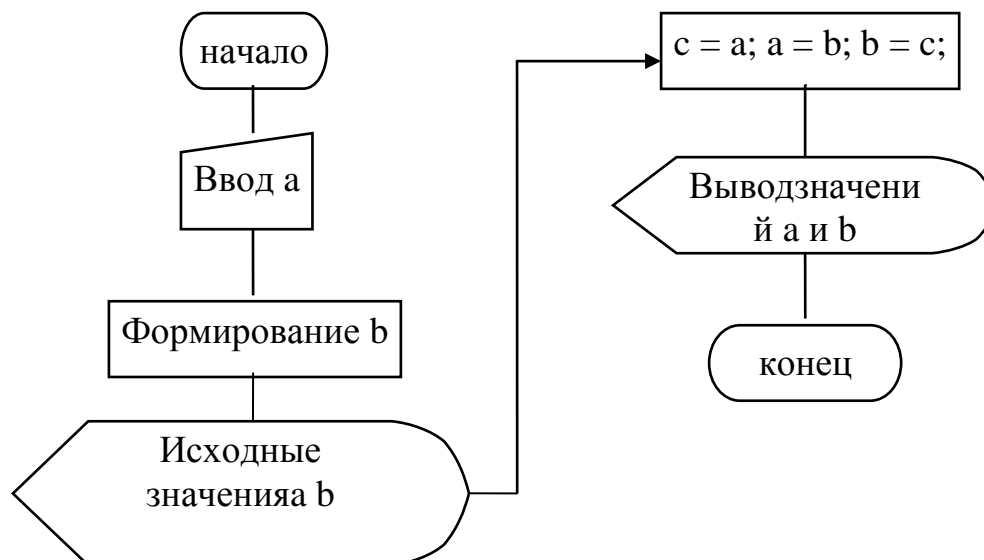 начало
Ввод a
Формирование b
Исходные
значенияa b
c = a; a = b; b = c;
Выводзначени
й a и b
конец